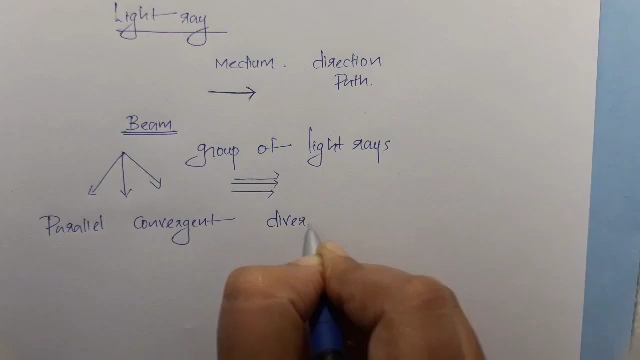 Light ray
Medium. direction
Path.
Beam
group of light rays
Parallel convergent diver